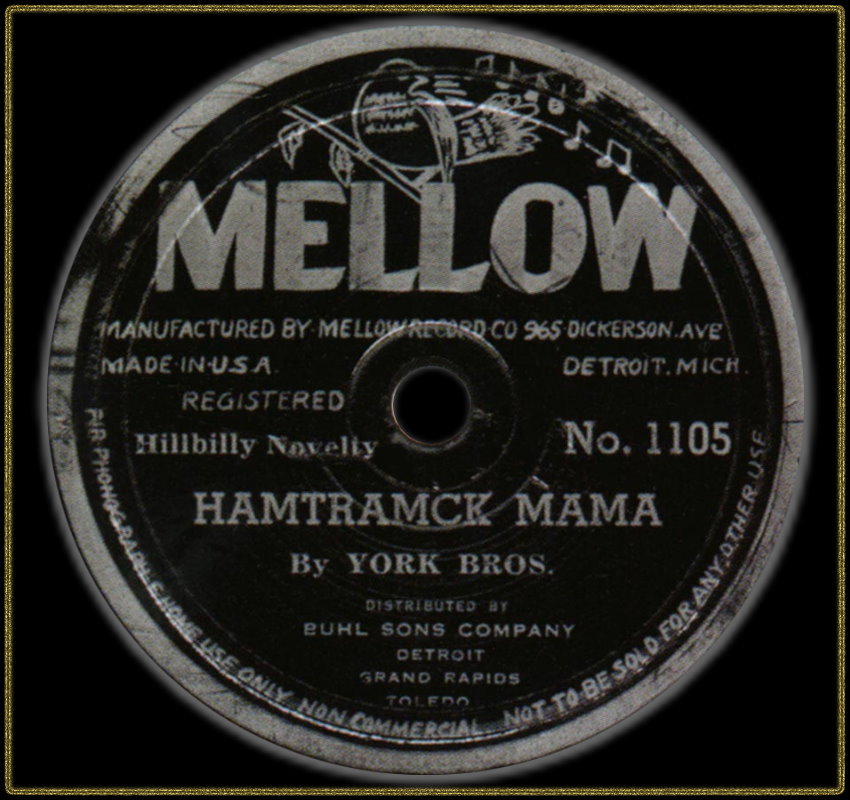 MELLOW
MANUFACTURED BY MELLOW RECORD CO 965 DICKERSON AVE
MADE·IN·U.S.A.
DETROIT. MICH.
REGISTERED
Hillbilly Novelty
No. 1105
HAMTRAMCK MAMA
By YORK BROS.
DISTRIBUTED BY
BUHL SONS COMPANY
DETROIT
GRAND RAPIDS
TOLEDO
HOME USE ONLY NON COMMERCIAL NOT TO BE SOLD FOR ANY OTHER USE